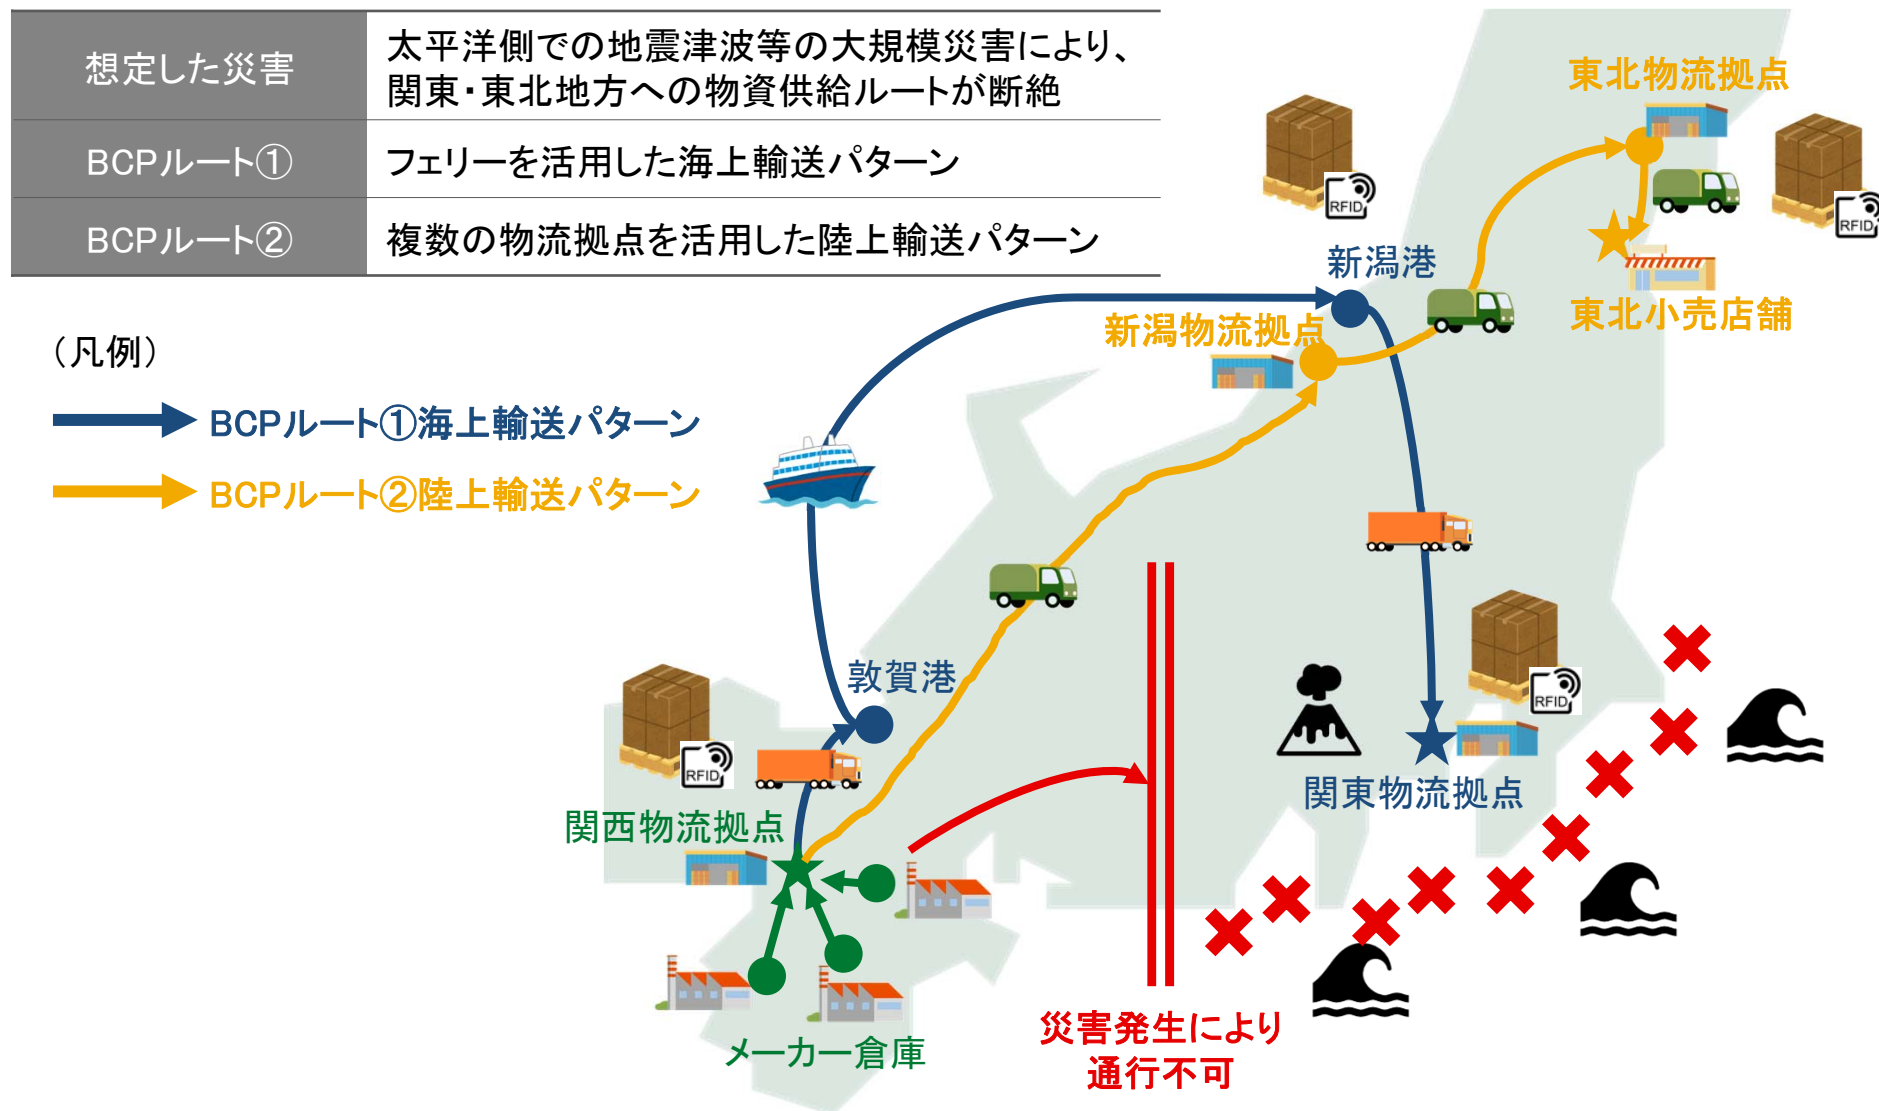 想定した災害
太平洋側での地震津波等の大規模災害により、
関東・東北地方への物資供給ルートが断絶
BCPルート①
フェリーを活用した海上輸送パターン
BCPルート②
複数の物流拠点を活用した陸上輸送パターン
（凡例）
BCPルート①海上輸送パターン
BCPルート②陸上輸送パターン
東北物流拠点
RFID
RFID
新潟港
新潟物流拠点
東北小売店舗
敦賀港
RFID
RFID
関東物流拠点
関西物流拠点
メーカー倉庫
災害発生により
通行不可